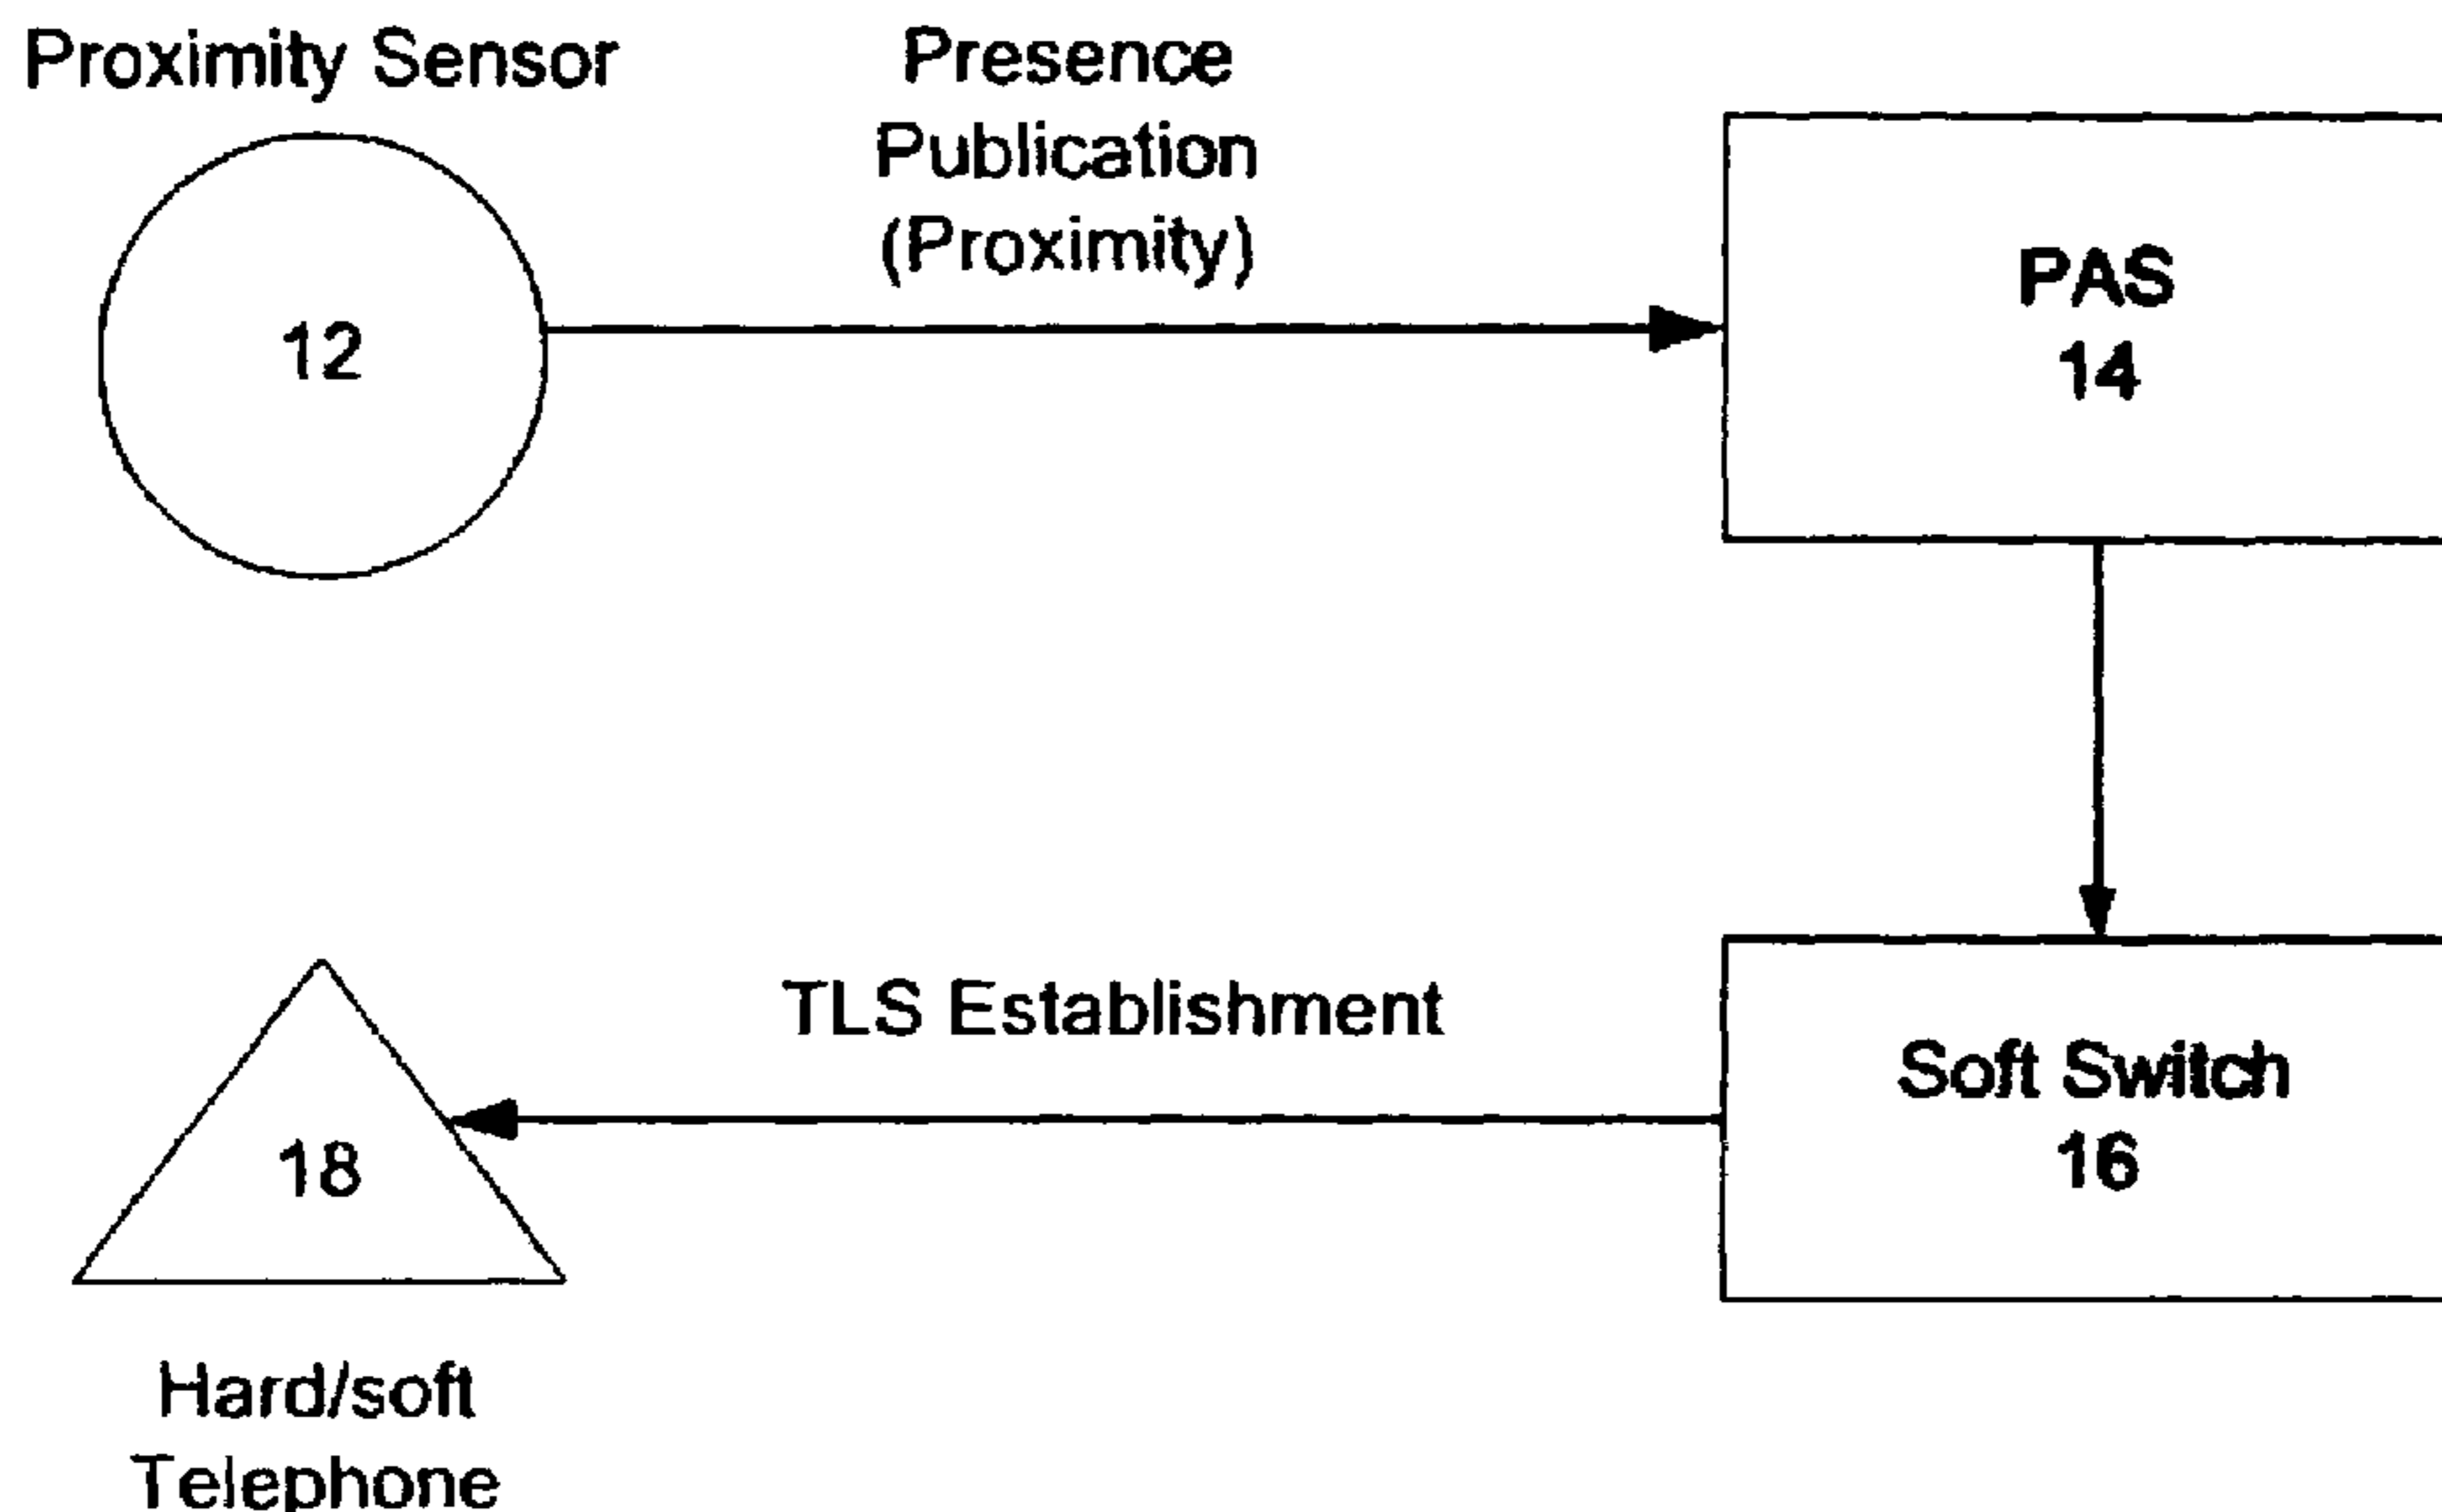 Proximity Sensor
Presence
Publication
(Proximity)
12
PAS
14
TLS Establishment
Soft Switch
16
18
Hard/soft
Telephone